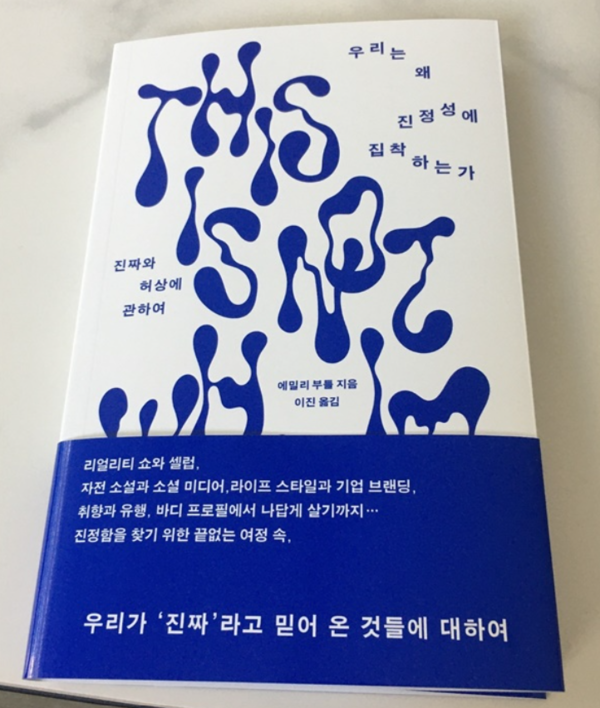 우리는
왜
진정성에
집착하는가
THIS
IS NOT
진짜와
허상에
관하여
에밀리 부틀 지음
이진 옮김
리얼리티 쇼와 셀럽,
자전 소설과 소셜 미디어, 라이프 스타일과 기업 브랜딩,
취향과 유행, 바디 프로필에서 나답게 살기까지…
진정함을 찾기 위한 끝없는 여정 속,
우리가 ‘진짜’라고 믿어 온 것들에 대하여